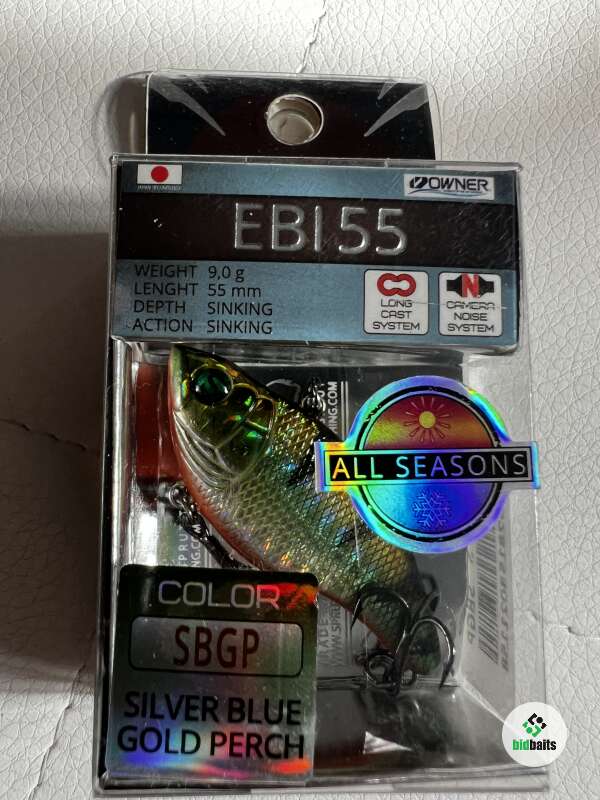 OWNER
EBI 55
WEIGHT 9,0 g
LENGHT 55 mm
DEPTH SINKING
ACTION SINKING
LONG
CAST
SYSTEM
N
CAMERA
NOISE
SYSTEM
ALL SEASONS
COLOR
SBGP
SILVER BLUE
GOLD PERCH
bidbaits